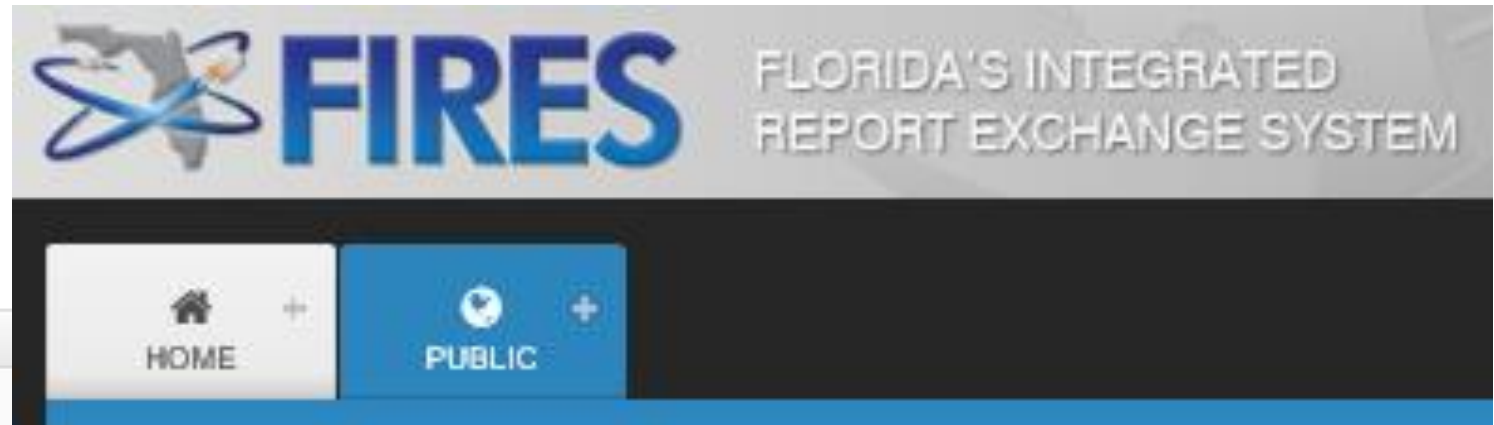 FIRES
FLORIDA'S INTEGRATED
REPORT EXCHANGE SYSTEM
HOME
PUBLIC